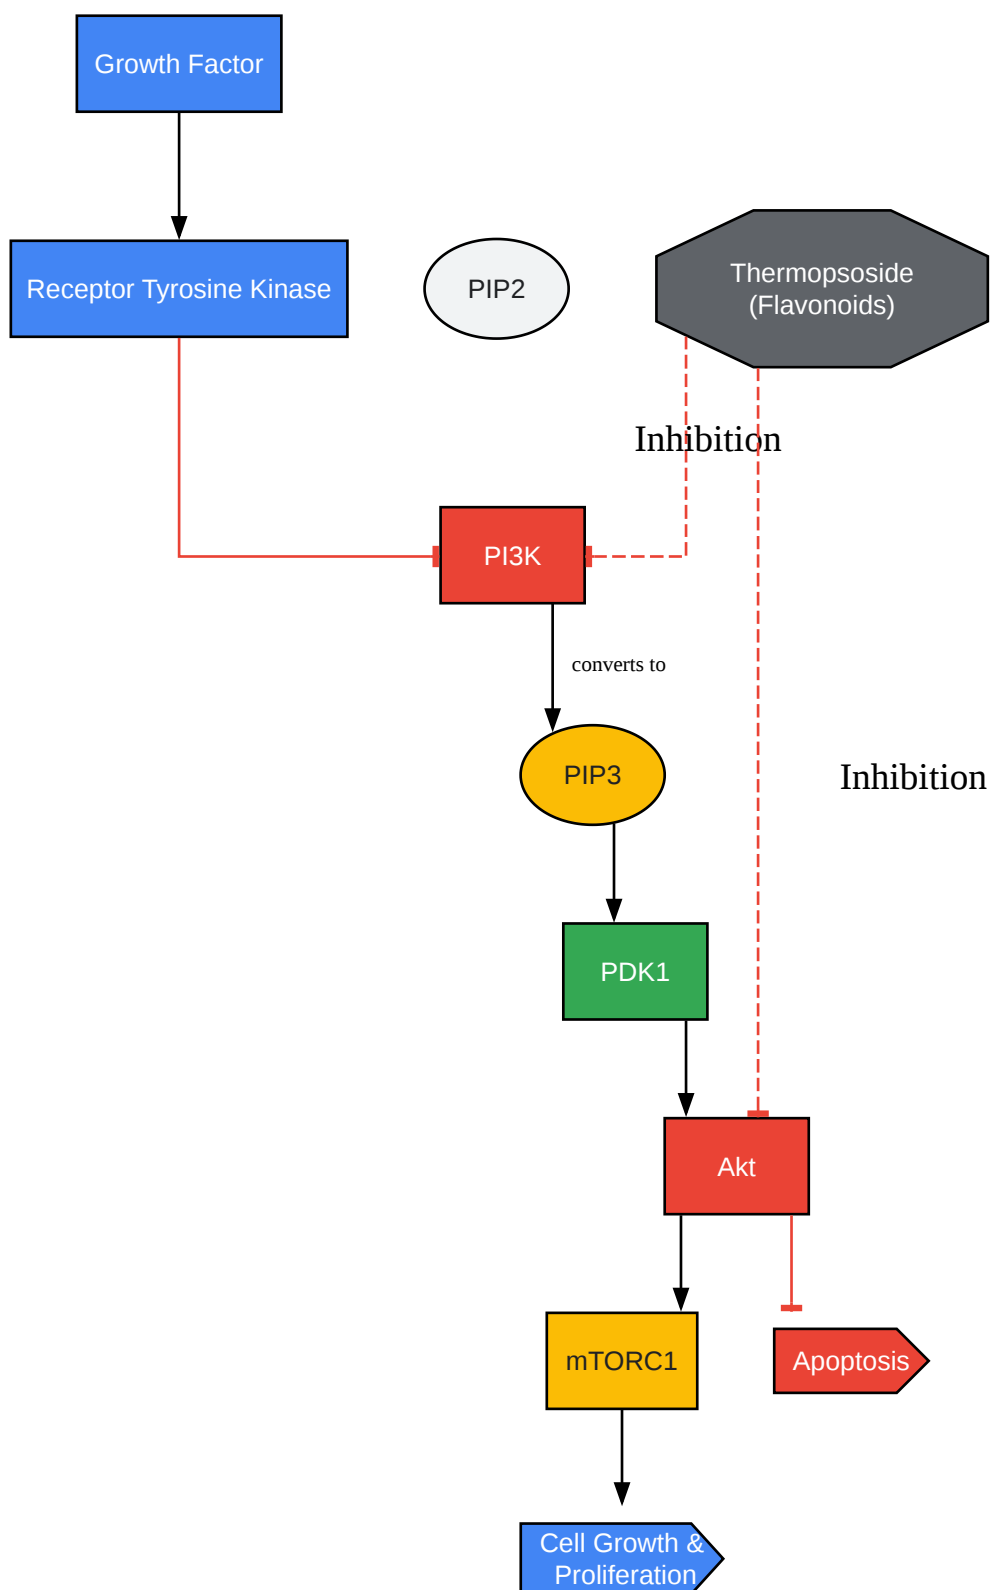 Growth Factor
Receptor Tyrosine Kinase
PIP2
Thermopsoside
(Flavonoids)
Inhibition
PI3K
converts to
PIP3
Inhibition
PDK1
Akt
mTORC1
Apoptosis
Cell Growth &
Proliferation